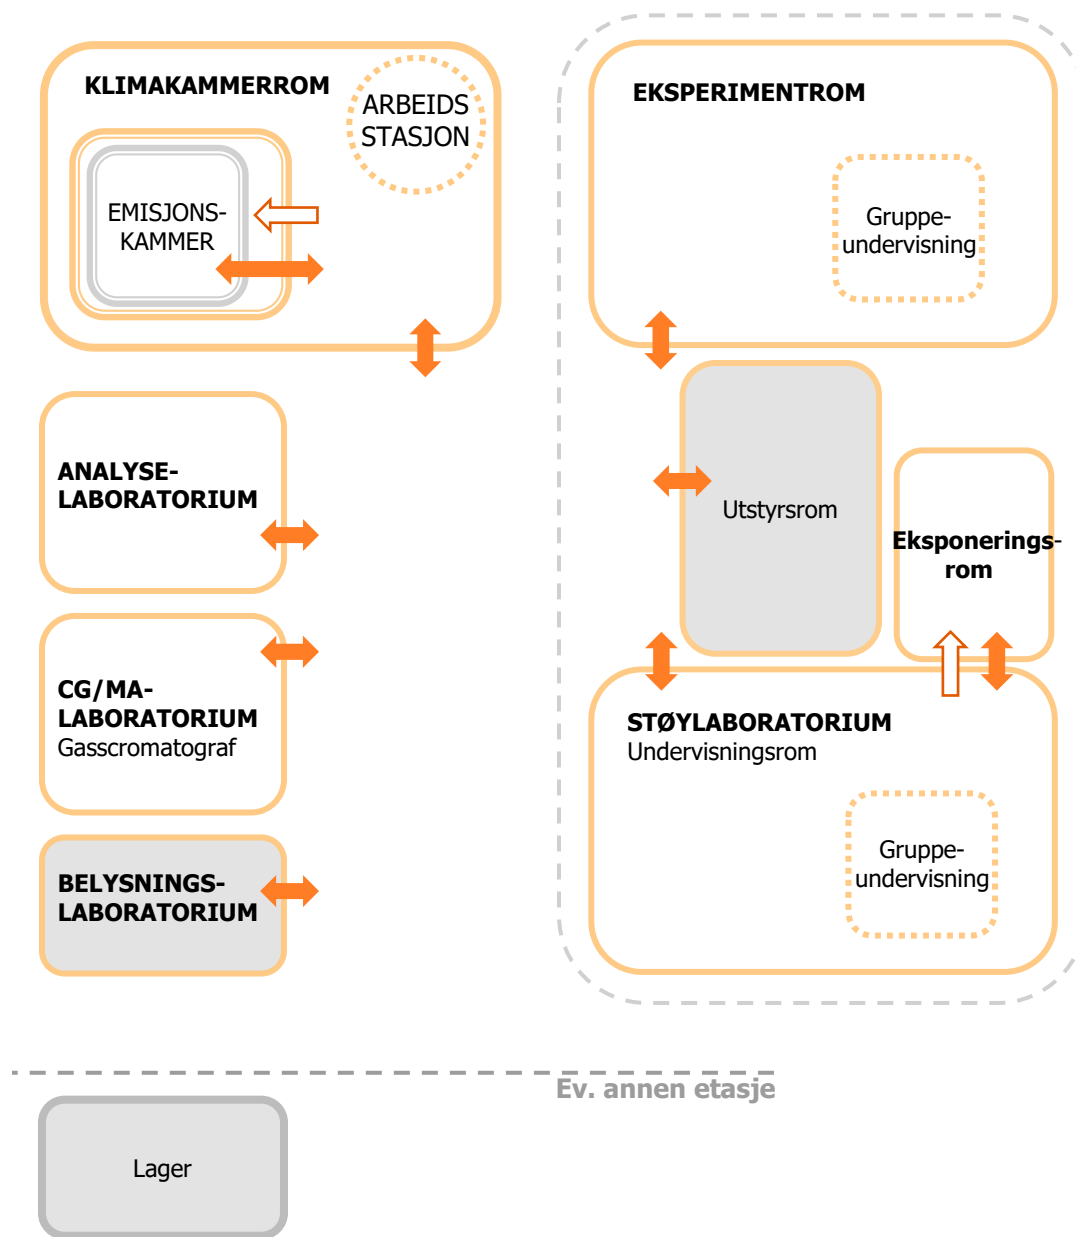 KLIMAKAMMERROM
ARBEIDS
STASJON
EMISJONS-
KAMMER
ANALYSE-
LABORATORIUM
CG/MA-
LABORATORIUM
Gasscromatograf
BELYSNINGS-
LABORATORIUM
EKSPERIMENTROM
Gruppe-
undervisning
Utstyrsrom
Eksponerings-
rom
STØYLABORATORIUM
Undervisningsrom
Gruppe-
undervisning
Ev. annen etasje
Lager